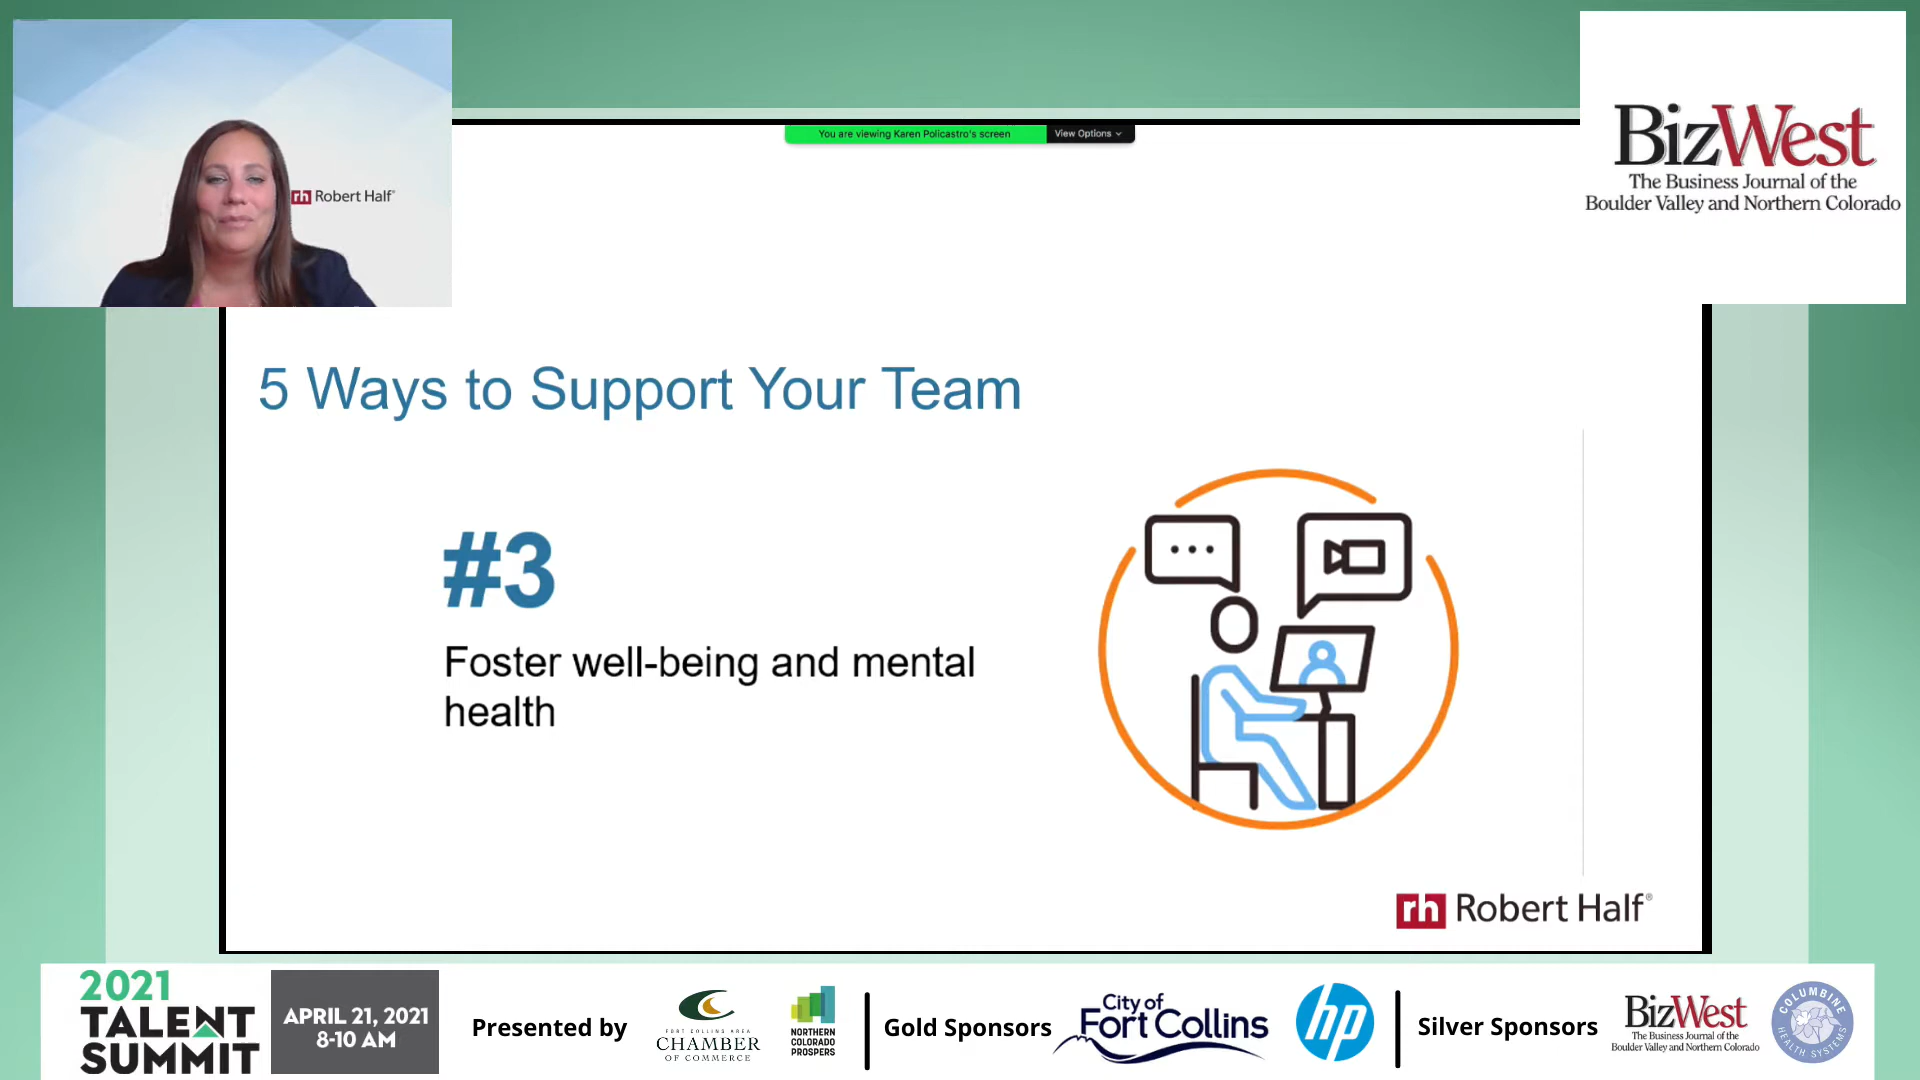 You are viewing Karen Policastro's screen
View Options
rh Robert Half®
BizWest
The Business Journal of the
Boulder Valley and Northern Colorado
5 Ways to Support Your Team
#3
Foster well-being and mental
health
rh Robert Half®
2021
TALENT
SUMMIT
APRIL 21, 2021
8-10 AM
Presented by
FORT COLLINS AREA
CHAMBER
OF COMMERCE
NORTHERN
COLORADO
PROSPERS
Gold Sponsors
City of
Fort Collins
hp
Silver Sponsors
BizWest
The Business Journal of the
Boulder Valley and Northern Colorado
COLUMBINE
HEALTH SYSTEMS